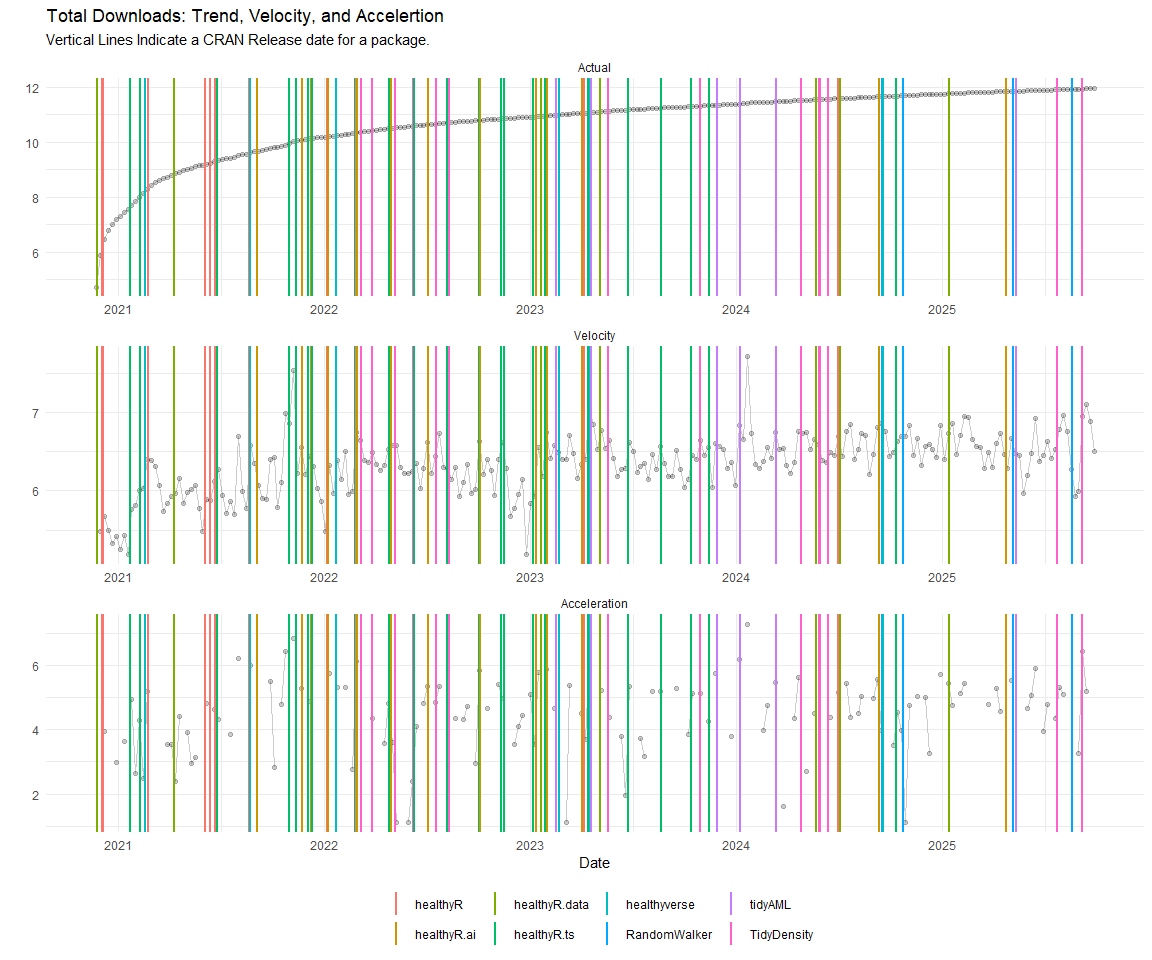 Total Downloads: Trend, Velocity, and Accelertion
Vertical Lines Indicate a CRAN Release date for a package.
Actual
12
10
8
6
2021 2022 2023 2024 2025
Velocity
7
6
2021 2022 2023 2024 2025
Acceleration
6
4
2
2021 2022 2023 2024 2025
Date
healthyR healthyR.data healthyverse tidyAML
healthyR.ai healthyR.ts RandomWalker TidyDensity